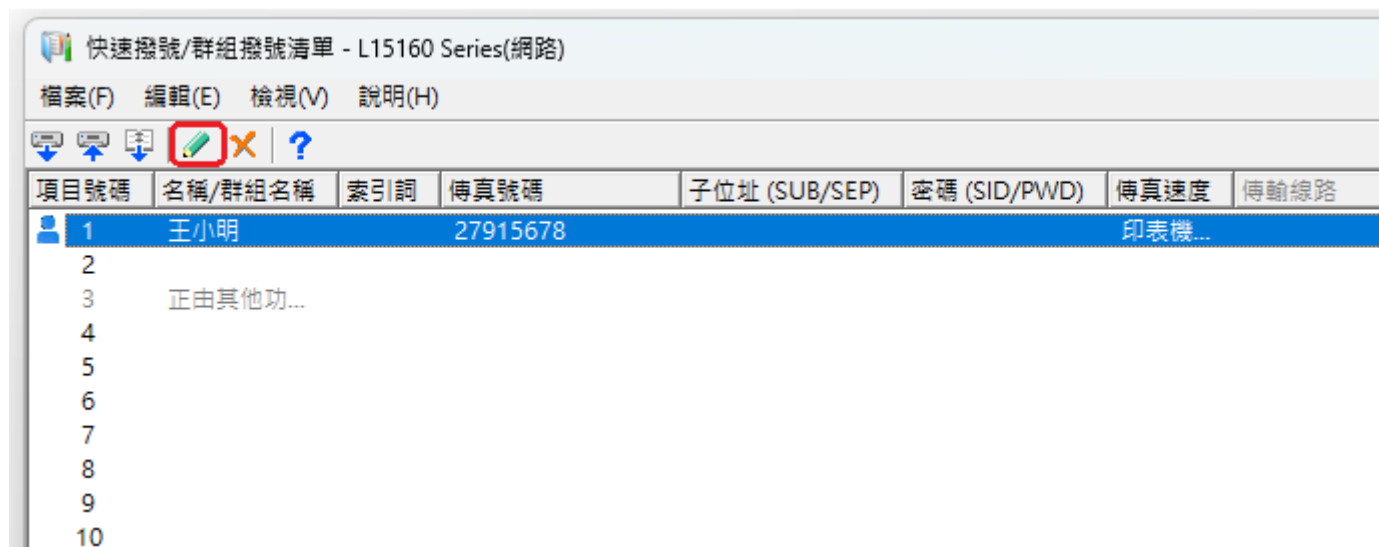 快速撥號/群組撥號清單 - L15160 Series(網路)
檔案(F) 編輯(E) 檢視(V) 說明(H)
?
項目號碼 名稱/群組名稱 索引詞 傳真號碼 子位址 (SUB/SEP) 密碼 (SID/PWD) 傳真速度 傳輸線路
1 王小明 27915678 印表機...
2
3 正由其他功...
4
5
6
7
8
9
10